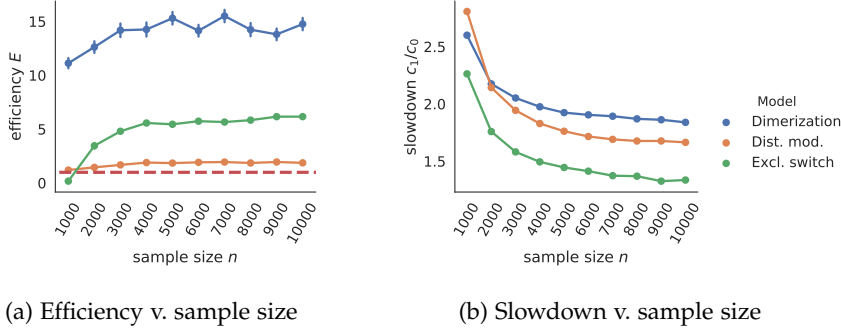 efficiency E
15
10
5
0
1000
2000
3000
4000
5000
6000
7000
8000
9000
10000
sample size n
(a) Efficiency v. sample size
slowdown c1/c0
2.5
2.0
1.5
1000
2000
3000
4000
5000
6000
7000
8000
9000
10000
sample size n
(b) Slowdown v. sample size
Model
Dimerization
Dist. mod.
Excl. switch